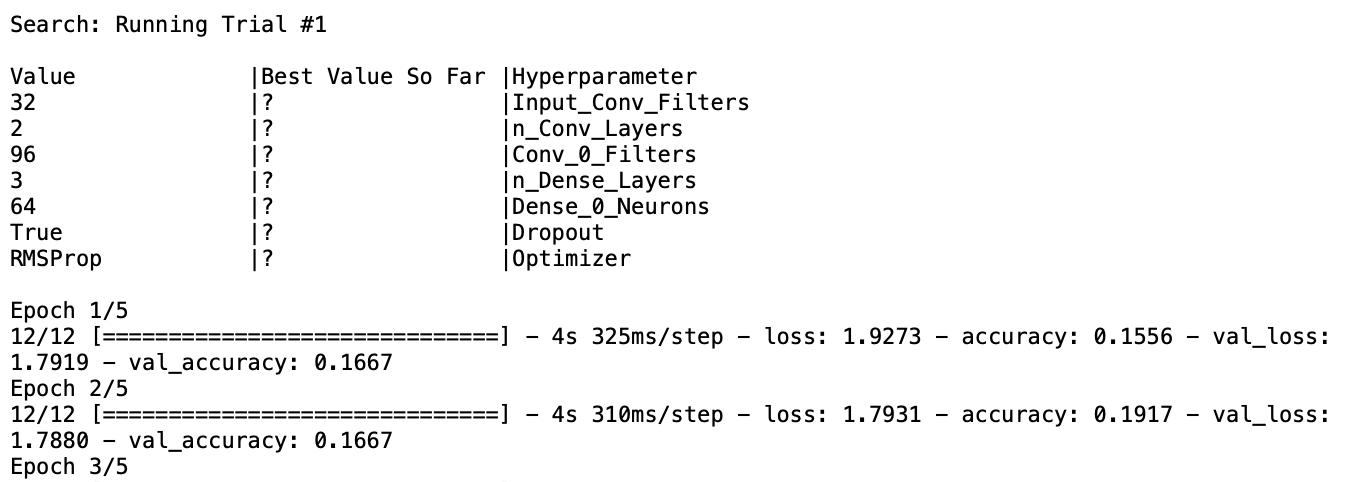 Search: Running Trial #1
Value |Best Value So Far |Hyperparameter
32 |? |Input_Conv_Filters
2 |? |n_Conv_Layers
96 |? |Conv_0_Filters
3 |? |n_Dense_Layers
64 |? |Dense_0_Neurons
True |? |Dropout
RMSProp |? |Optimizer
Epoch 1/5
12/12 [==============================] - 4s 325ms/step - loss: 1.9273 - accuracy: 0.1556 - val_loss:
1.7919 - val_accuracy: 0.1667
Epoch 2/5
12/12 [==============================] - 4s 310ms/step - loss: 1.7931 - accuracy: 0.1917 - val_loss:
1.7880 - val_accuracy: 0.1667
Epoch 3/5